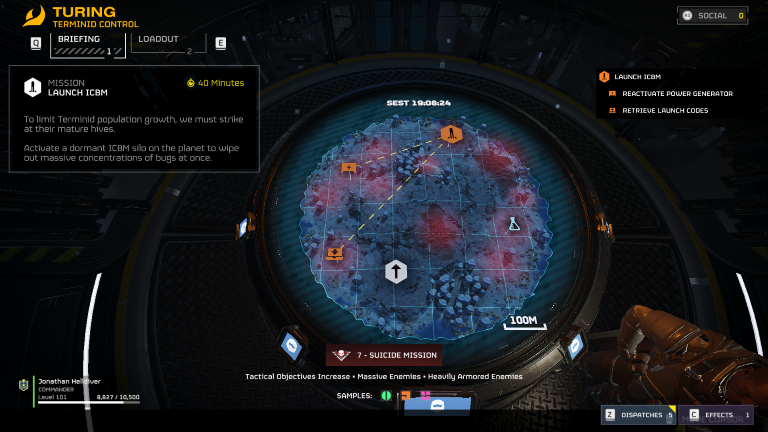 TURING
TERMINID CONTROL
SOCIAL 0
Q
BRIEFING
1
LOADOUT
2
E
MISSION
LAUNCH ICBM
40 Minutes
To limit Terminid population growth, we must strike
at their mature hives.
Activate a dormant ICBM silo on the planet to wipe
out massive concentrations of bugs at once.
LAUNCH ICBM
REACTIVATE POWER GENERATOR
RETRIEVE LAUNCH CODES
SEST 19:08:24
100M
7 - SUICIDE MISSION
Tactical Objectives Increase • Massive Enemies • Heavily Armored Enemies
SAMPLES:
Jonathan Hellciver
COMMANDER
Level 101
8,827 / 10,500
Z DISPATCHES 5
C EFFECTS 1
CURSOR